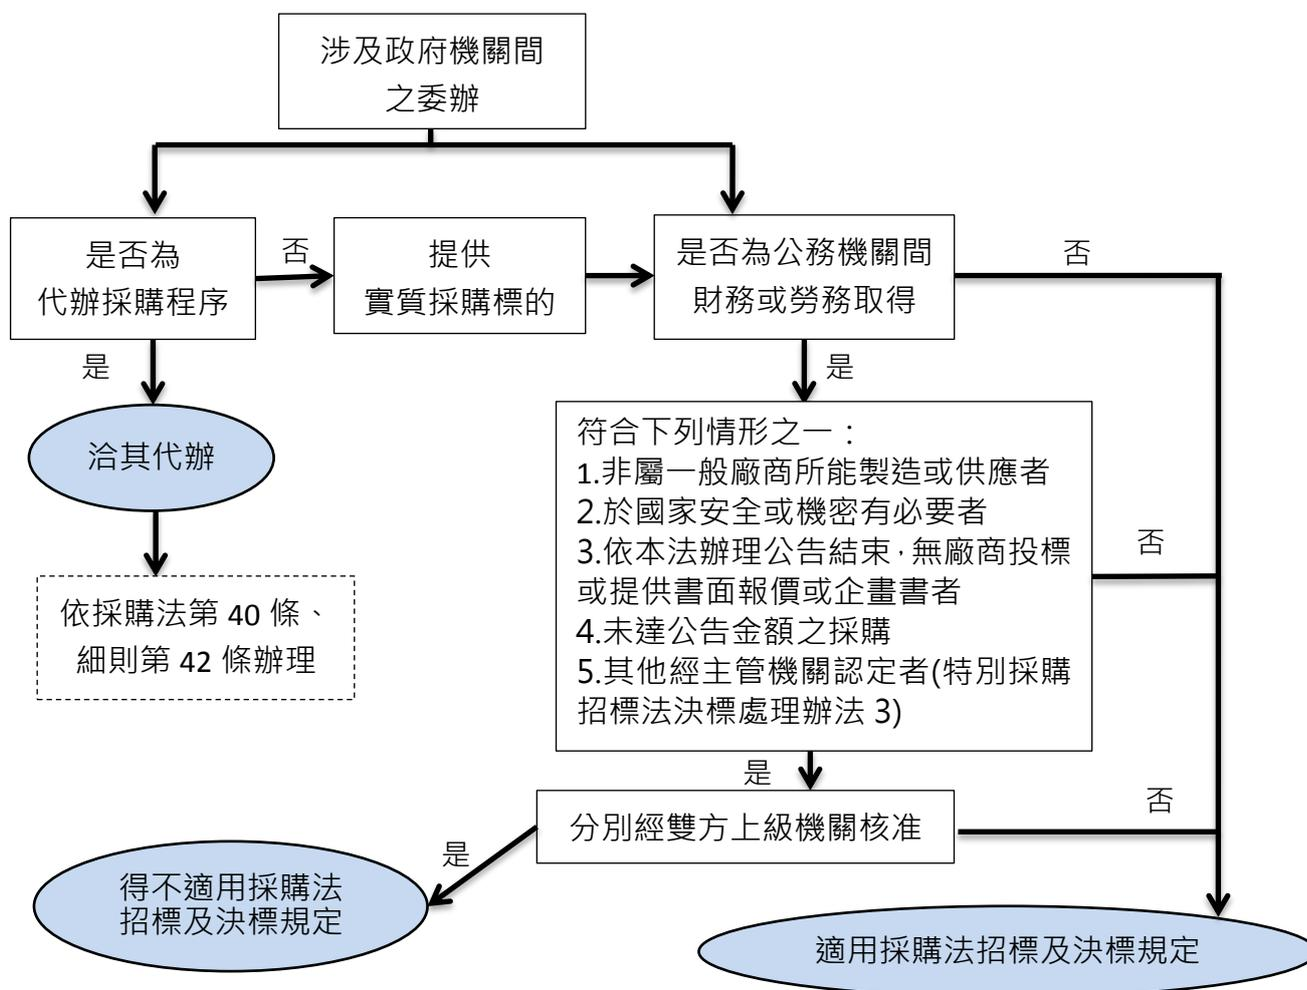 涉及政府機關間
之委辦
是否為
代辦採購程序
否
提供
實質採購標的
是否為公務機關間
財務或勞務取得
否
是
洽其代辦
依採購法第 40 條、
細則第 42 條辦理
是
符合下列情形之一：
1.非屬一般廠商所能製造或供應者
2.於國家安全或機密有必要者
3.依本法辦理公告結束，無廠商投標
或提供書面報價或企畫書者
4.未達公告金額之採購
5.其他經主管機關認定者(特別採購
招標法決標處理辦法 3)
否
是
分別經雙方上級機關核准
否
是
得不適用採購法
招標及決標規定
適用採購法招標及決標規定